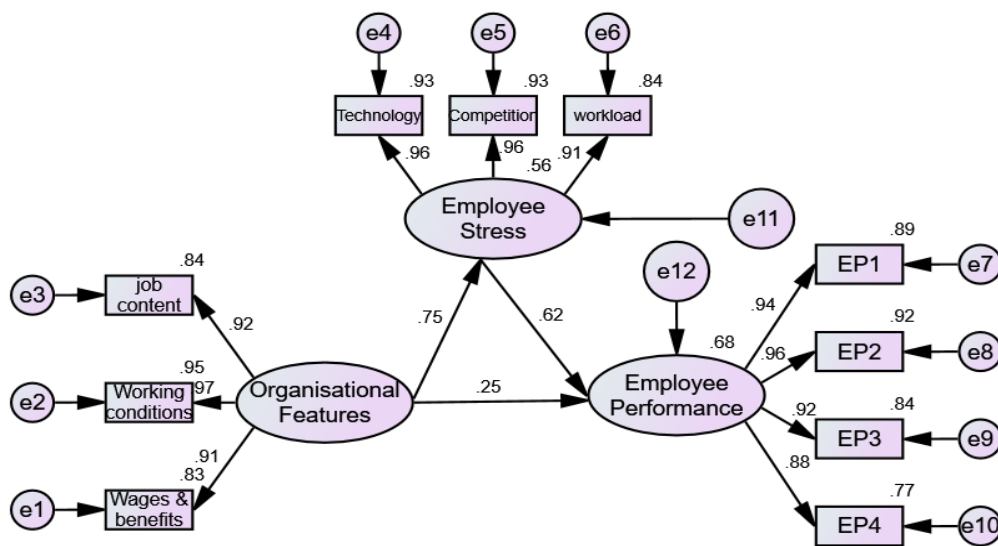 e4
e5
e6
.93
.93
.84
Technology
Competition
workload
.96
.96
.91
.56
Employee
Stress
e11
e12
.89
EP1
e7
.84
job
content
e3
.92
.75
.62
.94
.92
EP2
e8
.68
.96
.95
.97
Working
conditions
e2
Organisational
Features
.25
Employee
Performance
.92
.84
EP3
e9
.88
.91
.83
Wages &
benefits
e1
.77
EP4
e10